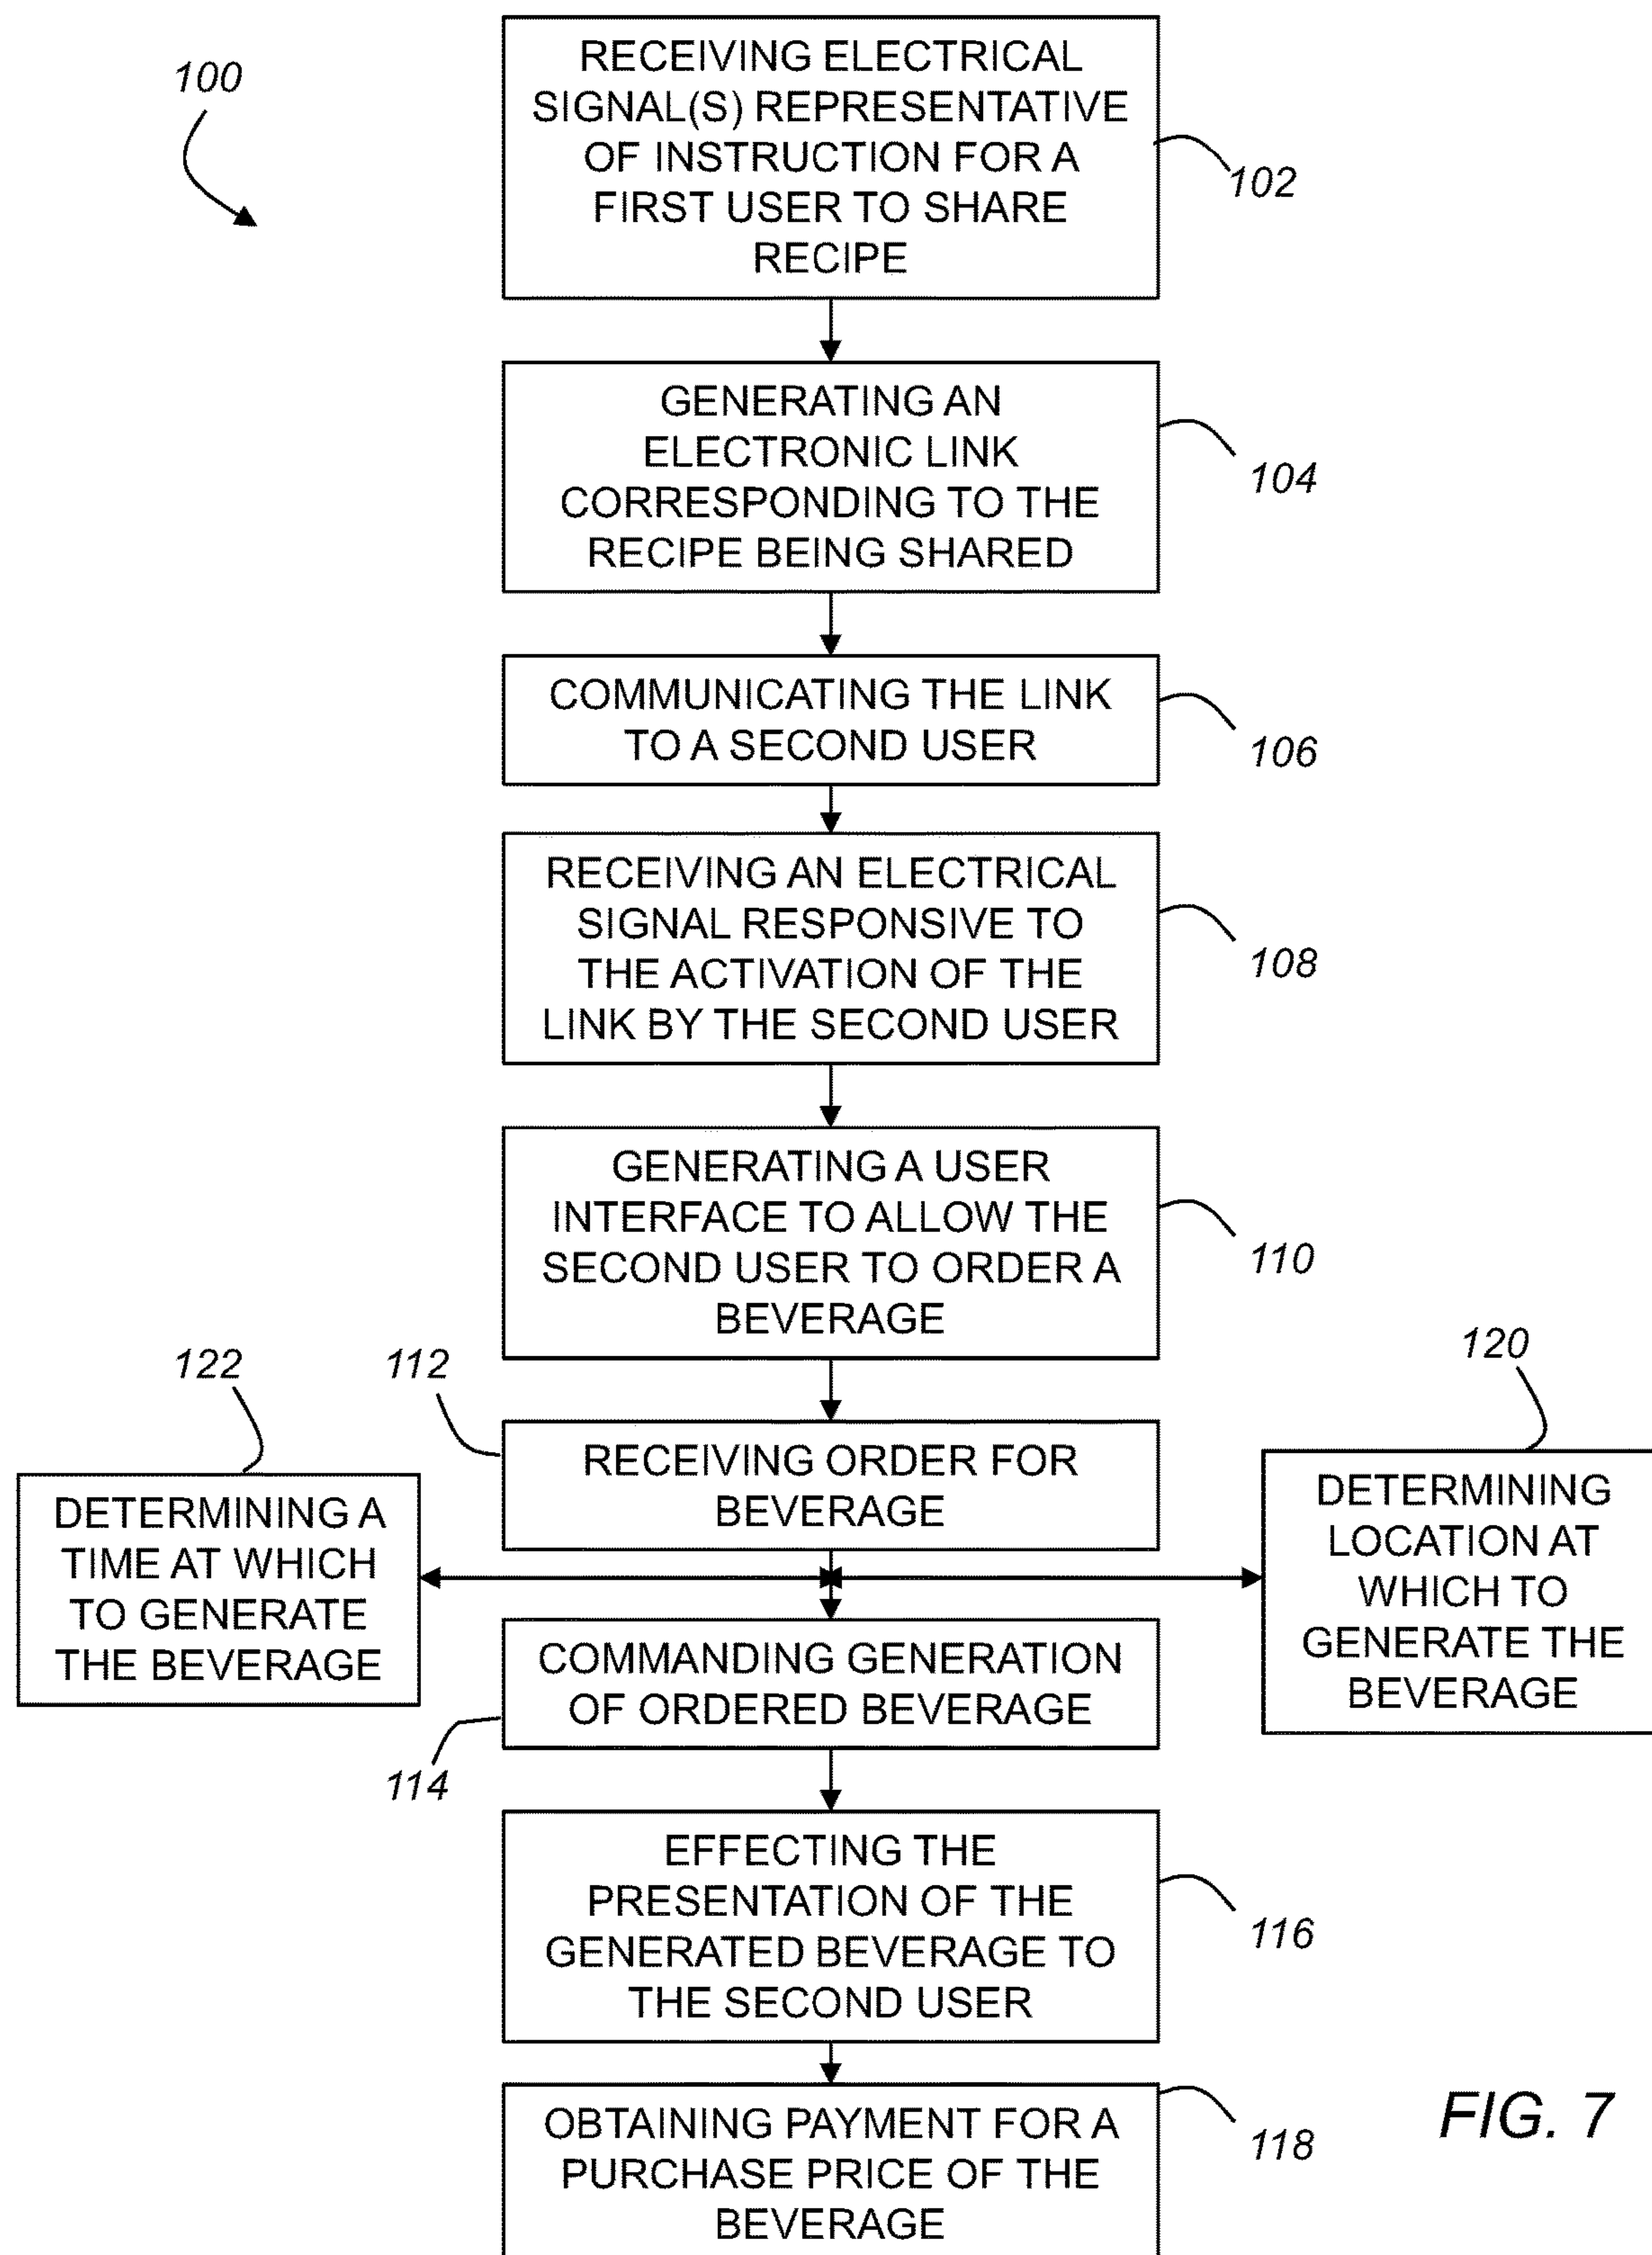 100
RECEIVING ELECTRICAL
SIGNAL(S) REPRESENTATIVE
OF INSTRUCTION FOR A
FIRST USER TO SHARE
RECIPE
102
GENERATING AN
ELECTRONIC LINK
CORRESPONDING TO THE
RECIPE BEING SHARED
104
COMMUNICATING THE LINK
TO A SECOND USER
106
RECEIVING AN ELECTRICAL
SIGNAL RESPONSIVE TO
THE ACTIVATION OF THE
LINK BY THE SECOND USER
108
GENERATING A USER
INTERFACE TO ALLOW THE
SECOND USER TO ORDER A
BEVERAGE
110
112
RECEIVING ORDER FOR
BEVERAGE
122
DETERMINING A
TIME AT WHICH
TO GENERATE
THE BEVERAGE
120
DETERMINING
LOCATION AT
WHICH TO
GENERATE THE
BEVERAGE
COMMANDING GENERATION
OF ORDERED BEVERAGE
114
EFFECTING THE
PRESENTATION OF THE
GENERATED BEVERAGE TO
THE SECOND USER
116
OBTAINING PAYMENT FOR A
PURCHASE PRICE OF THE
BEVERAGE
118
FIG. 7